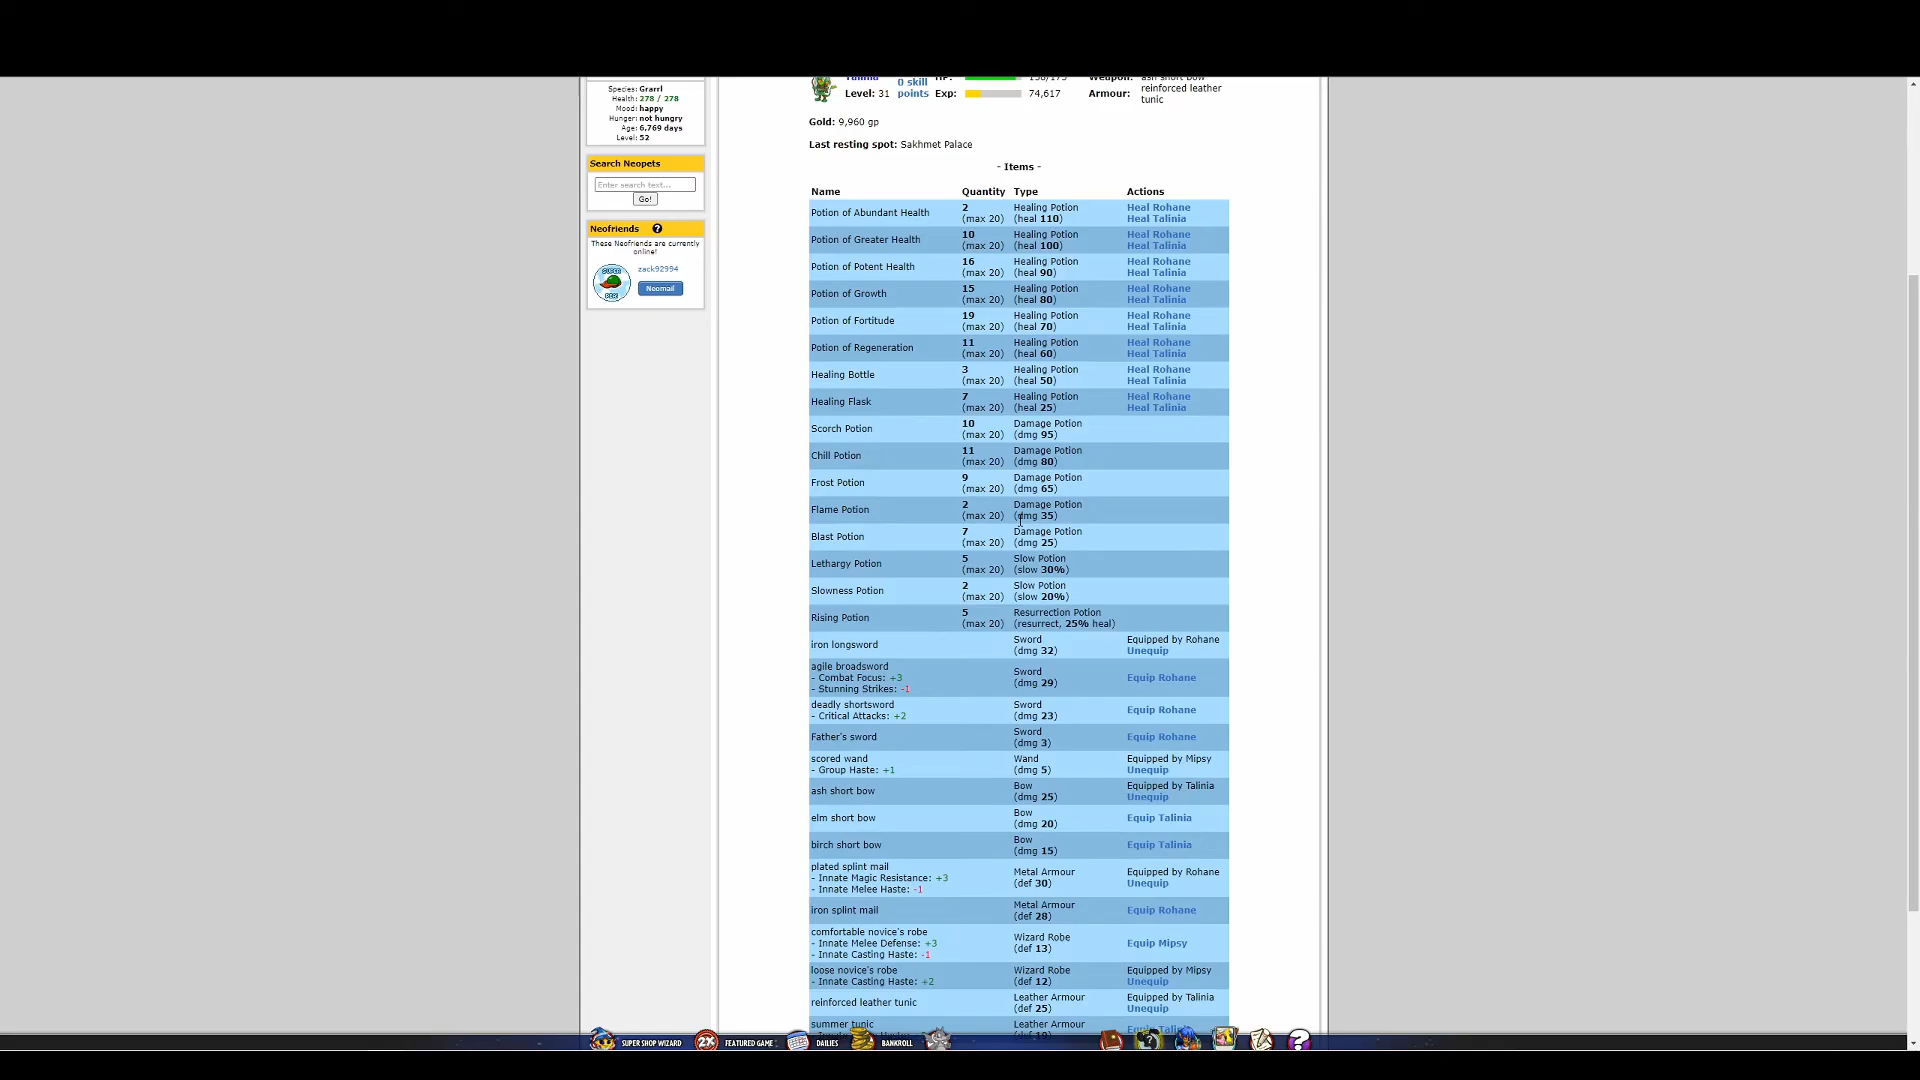 Species: Grarrl
Health: 278 / 278
Mood: happy
Hunger: not hungry
Age: 6,769 days
Level: 52
Search Neopets
Enter search text...
Go!
Neofriends ?
These Neofriends are currently
online!
zack92994
Neomail
Talinia 0 skill points HP: 158/175 Weapon: ash short bow
Level: 31 Exp: 74,617 Armour: reinforced leather tunic
Gold: 9,960 gp
Last resting spot: Sakhmet Palace
- Items -
Name Quantity Type Actions
Potion of Abundant Health 2 (max 20) Healing Potion (heal 110) Heal Rohane Heal Talinia
Potion of Greater Health 10 (max 20) Healing Potion (heal 100) Heal Rohane Heal Talinia
Potion of Potent Health 16 (max 20) Healing Potion (heal 90) Heal Rohane Heal Talinia
Potion of Growth 15 (max 20) Healing Potion (heal 80) Heal Rohane Heal Talinia
Potion of Fortitude 19 (max 20) Healing Potion (heal 70) Heal Rohane Heal Talinia
Potion of Regeneration 11 (max 20) Healing Potion (heal 60) Heal Rohane Heal Talinia
Healing Bottle 3 (max 20) Healing Potion (heal 50) Heal Rohane Heal Talinia
Healing Flask 7 (max 20) Healing Potion (heal 25) Heal Rohane Heal Talinia
Scorch Potion 10 (max 20) Damage Potion (dmg 95)
Chill Potion 11 (max 20) Damage Potion (dmg 80)
Frost Potion 9 (max 20) Damage Potion (dmg 65)
Flame Potion 2 (max 20) Damage Potion (dmg 35)
Blast Potion 7 (max 20) Damage Potion (dmg 25)
Lethargy Potion 5 (max 20) Slow Potion (slow 30%)
Slowness Potion 2 (max 20) Slow Potion (slow 20%)
Rising Potion 5 (max 20) Resurrection Potion (resurrect, 25% heal)
iron longsword Sword (dmg 32) Equipped by Rohane Unequip
agile broadsword
- Combat Focus: +3
- Stunning Strikes: -1
Sword (dmg 29) Equip Rohane
deadly shortsword
- Critical Attacks: +2
Sword (dmg 23) Equip Rohane
Father's sword Sword (dmg 3) Equip Rohane
scored wand
- Group Haste: +1
Wand (dmg 5) Equipped by Mipsy Unequip
ash short bow Bow (dmg 25) Equipped by Talinia Unequip
elm short bow Bow (dmg 20) Equip Talinia
birch short bow Bow (dmg 15) Equip Talinia
plated splint mail
- Innate Magic Resistance: +3
- Innate Melee Haste: -1
Metal Armour (def 30) Equipped by Rohane Unequip
iron splint mail Metal Armour (def 28) Equip Rohane
comfortable novice's robe
- Innate Melee Defense: +3
- Innate Casting Haste: -1
Wizard Robe (def 13) Equip Mipsy
loose novice's robe
- Innate Casting Haste: +2
Wizard Robe (def 12) Equipped by Mipsy Unequip
reinforced leather tunic Leather Armour (def 25) Equipped by Talinia Unequip
summer tunic Leather Armour Equip Talinia
SUPER SHOP WIZARD 2X FEATURED GAME DAILIES BANKROLL